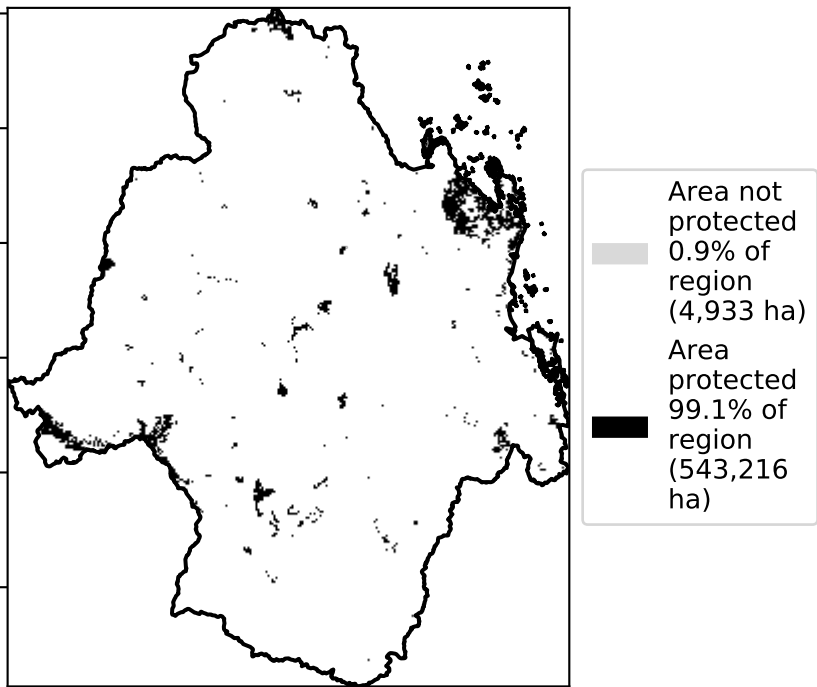 Area not
protected
0.9% of
region
(4,933 ha)
Area
protected
99.1% of
region
(543,216
ha)